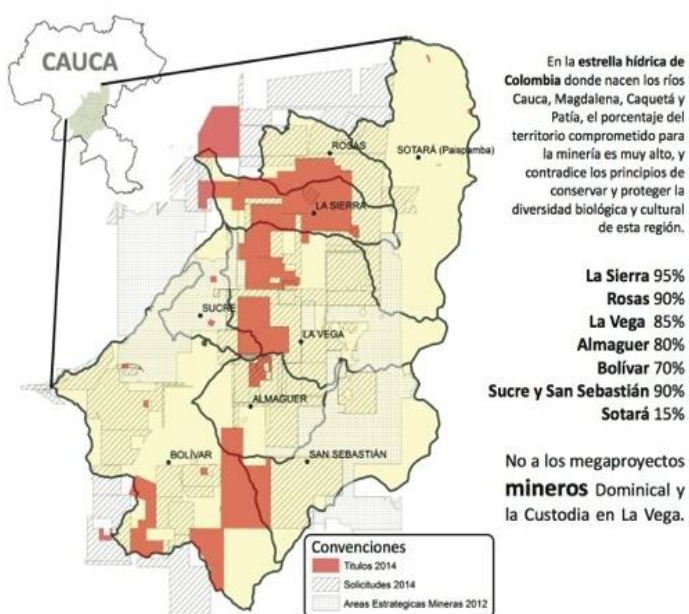 CAUCA
ROSAS
SOTARÁ (Paispamba)
LA SIERRA
SUCRE
LA VEGA
ALMAGUER
BOLÍVAR
SAN SEBASTIÁN
Convenciones
Titulos 2014
Solicitudes 2014
Areas Estrategicas Mineras 2012
En la estrella hídrica de
Colombia donde nacen los ríos
Cauca, Magdalena, Caquetá y
Patía, el porcentaje del
territorio comprometido para
la minería es muy alto, y
contradice los principios de
conservar y proteger la
diversidad biológica y cultural
de esta región.
La Sierra 95%
Rosas 90%
La Vega 85%
Almaguer 80%
Bolívar 70%
Sucre y San Sebastián 90%
Sotará 15%
No a los megaproyectos
mineros Dominical y
la Custodia en La Vega.